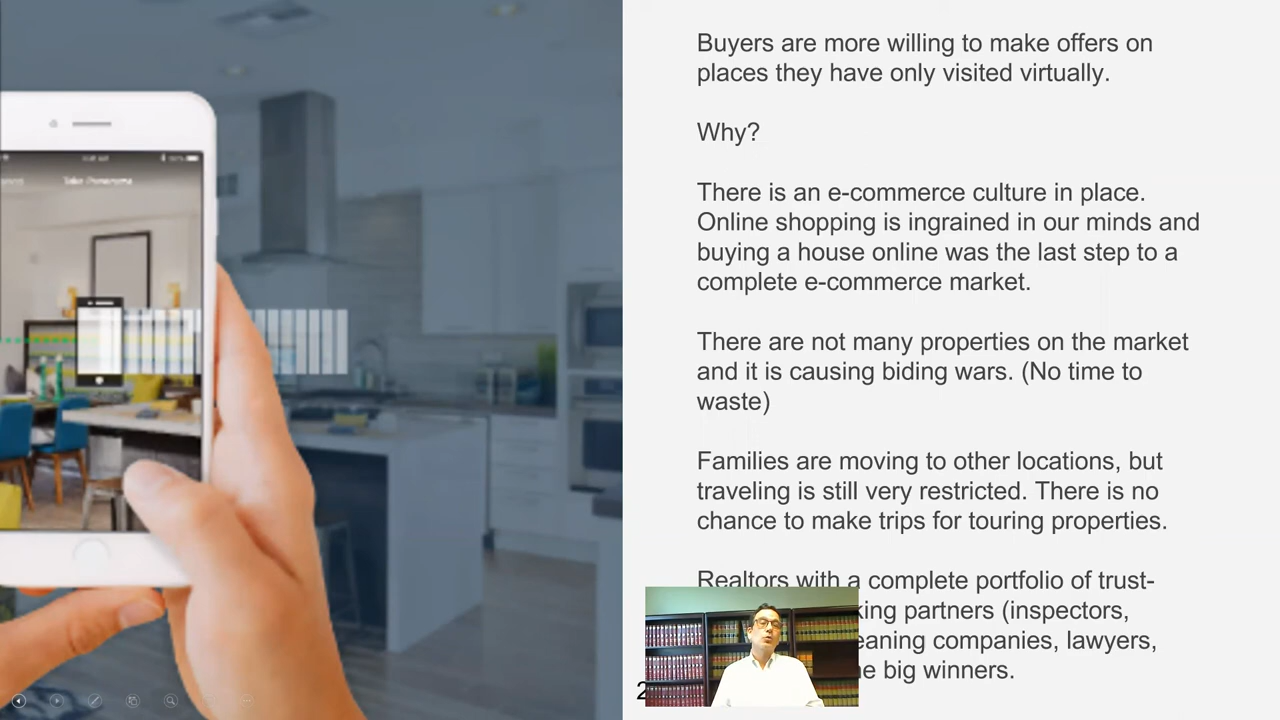 Buyers are more willing to make offers on
places they have only visited virtually.
Why?
There is an e-commerce culture in place.
Online shopping is ingrained in our minds and
buying a house online was the last step to a
complete e-commerce market.
There are not many properties on the market
and it is causing biding wars. (No time to
waste)
Families are moving to other locations, but
traveling is still very restricted. There is no
chance to make trips for touring properties.
Realtors with a complete portfolio of trust-
king partners (inspectors,
eaning companies, lawyers,
e big winners.
2